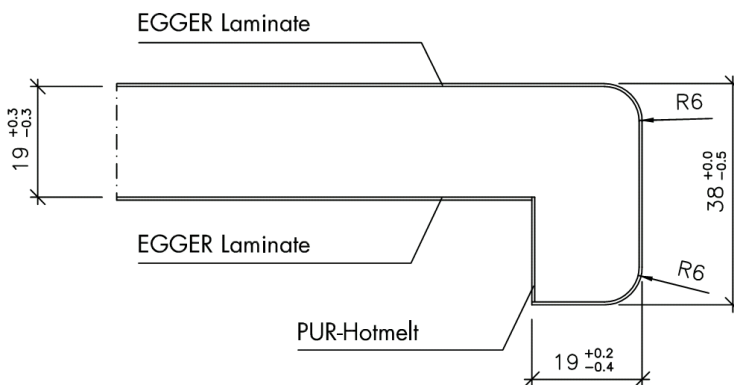 EGGER Laminate
R6
19 +0.3 -0.3
38 +0.0 -0.5
EGGER Laminate
R6
PUR-Hotmelt
19 +0.2 -0.4